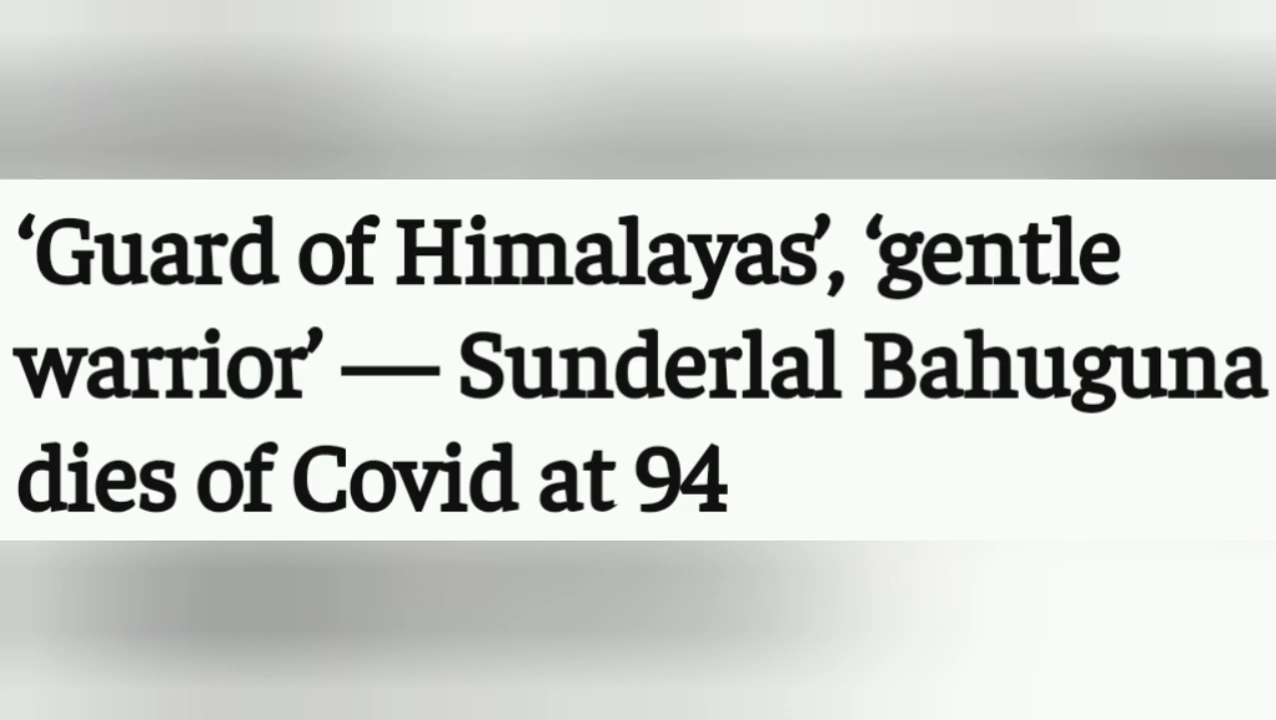 ‘Guard of Himalayas’, ‘gentle
warrior’ — Sunderlal Bahuguna
dies of Covid at 94